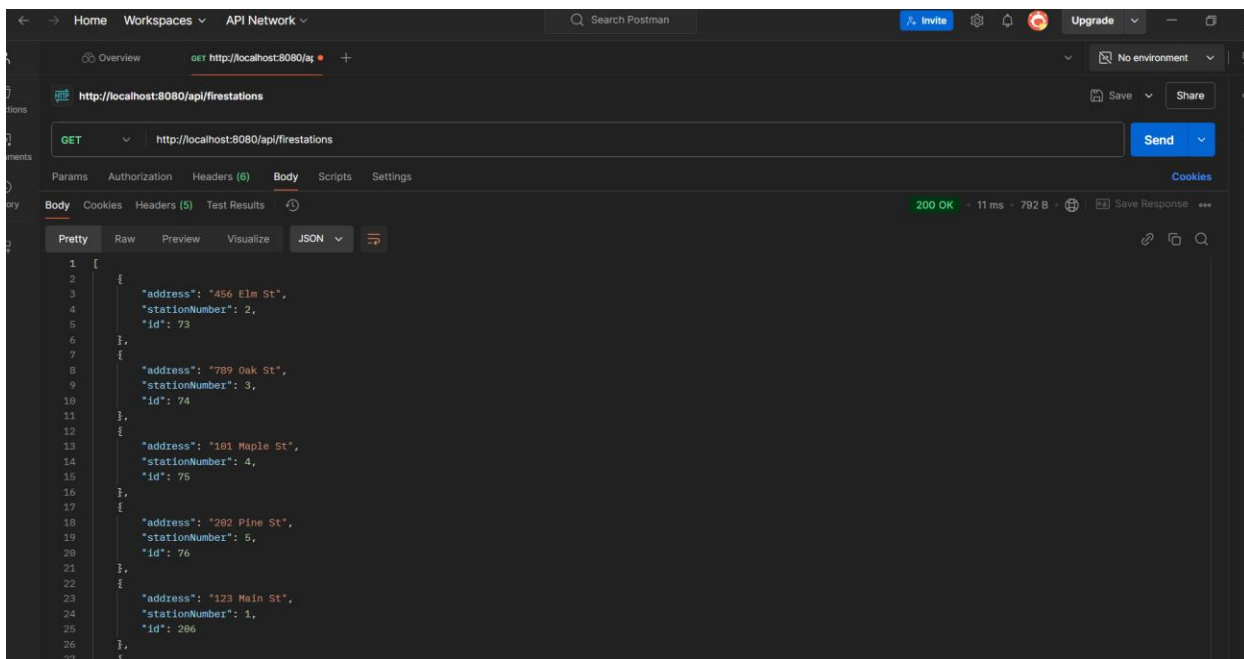 Home Workspaces API Network Search Postman Invite Upgrade
Overview GET http://localhost:8080/ap No environment
HTTP http://localhost:8080/api/firestations Save Share
GET http://localhost:8080/api/firestations Send
Params Authorization Headers (6) Body Scripts Settings Cookies
Body Cookies Headers (5) Test Results 200 OK 11 ms 792 B Save Response
Pretty Raw Preview Visualize JSON
1 [
2 {
3 "address": "456 Elm St",
4 "stationNumber": 2,
5 "id": 73
6 },
7 {
8 "address": "789 Oak St",
9 "stationNumber": 3,
10 "id": 74
11 },
12 {
13 "address": "101 Maple St",
14 "stationNumber": 4,
15 "id": 75
16 },
17 {
18 "address": "202 Pine St",
19 "stationNumber": 5,
20 "id": 76
21 },
22 {
23 "address": "123 Main St",
24 "stationNumber": 1,
25 "id": 206
26 },